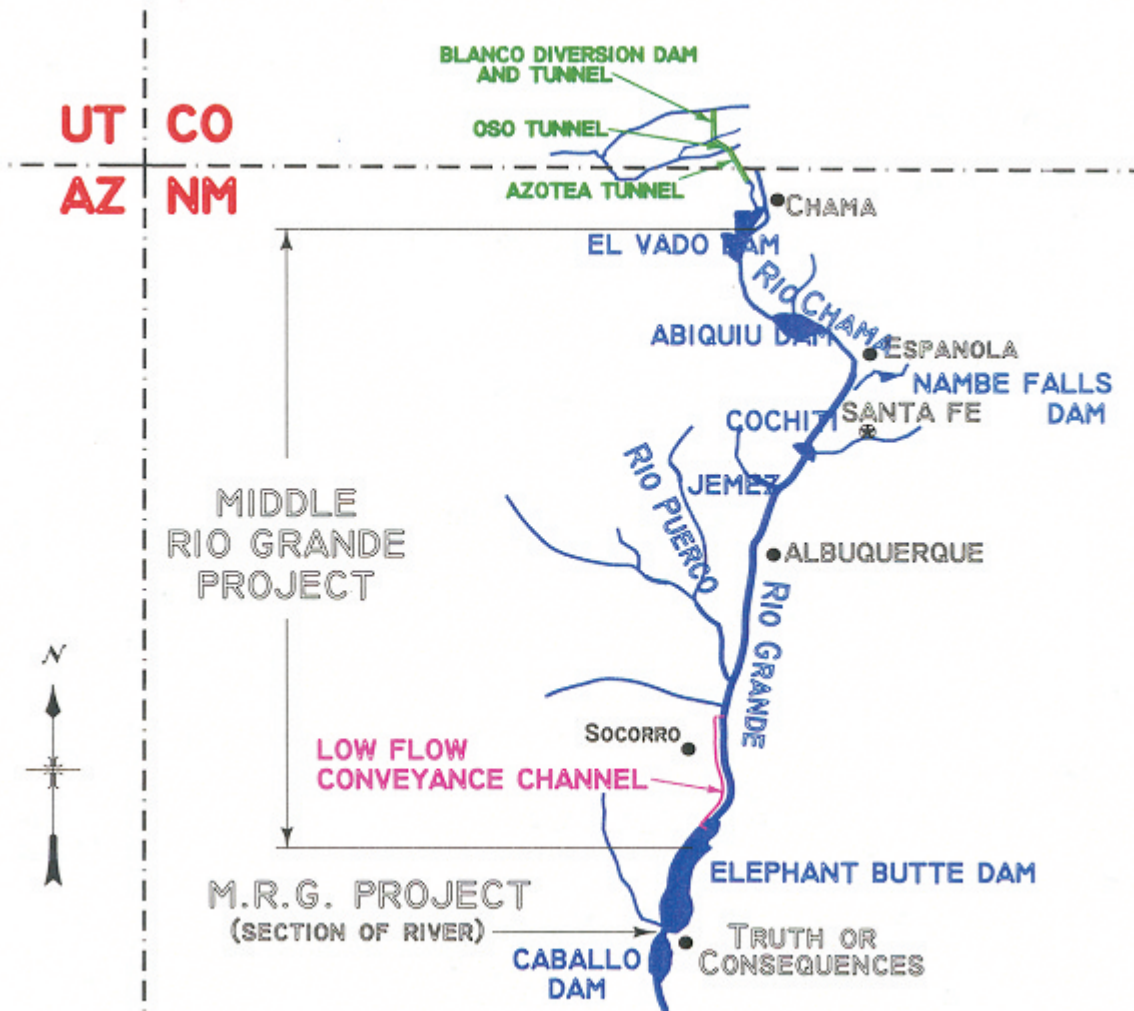 BLANCO DIVERSION DAM
AND TUNNEL
UT CO
OSO TUNNEL
AZ NM
AZOTEA TUNNEL
CHAMA
EL VADO DAM
RIO CHAMA
ABIQUIU DAM
ESPANOLA
NAMBE FALLS
DAM
COCHITI
SANTA FE
RIO PUERCO
JEMEZ
MIDDLE
RIO GRANDE
PROJECT
ALBUQUERQUE
RIO GRANDE
N
SOCORRO
LOW FLOW
CONVEYANCE CHANNEL
ELEPHANT BUTTE DAM
M.R.G. PROJECT
(SECTION OF RIVER)
TRUTH OR
CONSEQUENCES
CABALLO
DAM